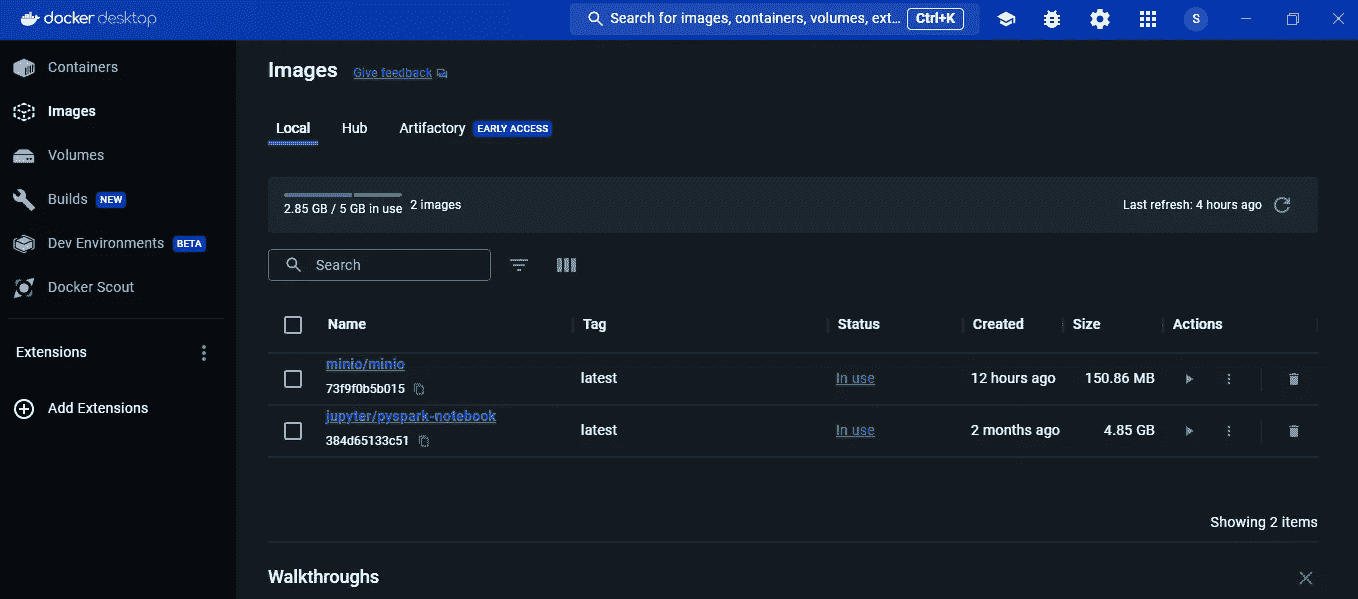 docker desktop
Search for images, containers, volumes, ext... Ctrl+K
S
Containers
Images
Volumes
Builds NEW
Dev Environments BETA
Docker Scout
Extensions
Add Extensions
Images Give feedback
Local Hub Artifactory EARLY ACCESS
2.85 GB / 5 GB in use 2 images
Last refresh: 4 hours ago
Search
Name Tag Status Created Size Actions
minio/minio
73f9f0b5b015
latest In use 12 hours ago 150.86 MB
jupyter/pyspark-notebook
384d65133c51
latest In use 2 months ago 4.85 GB
Showing 2 items
Walkthroughs